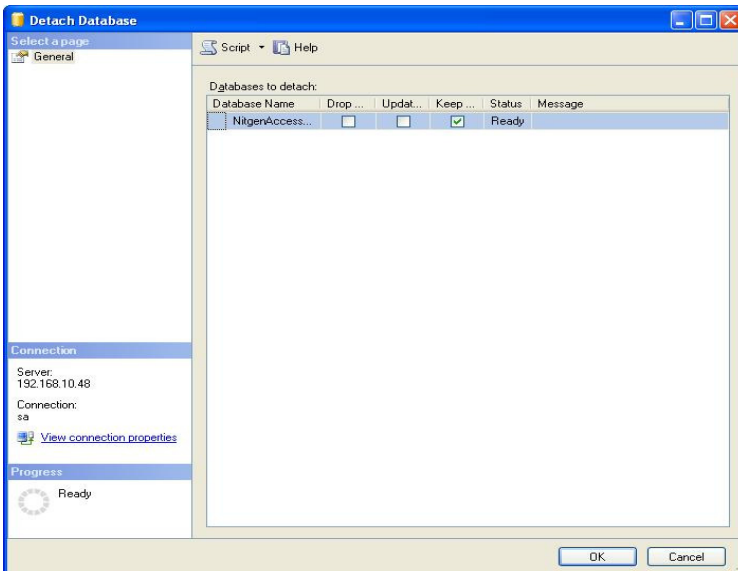 Detach Database
Select a page
General
Script Help
Databases to detach:
Database Name Drop ... Updat... Keep ... Status Message
NitgenAccess... Ready
Connection
Server:
192.168.10.48
Connection:
sa
View connection properties
Progress
Ready
OK Cancel